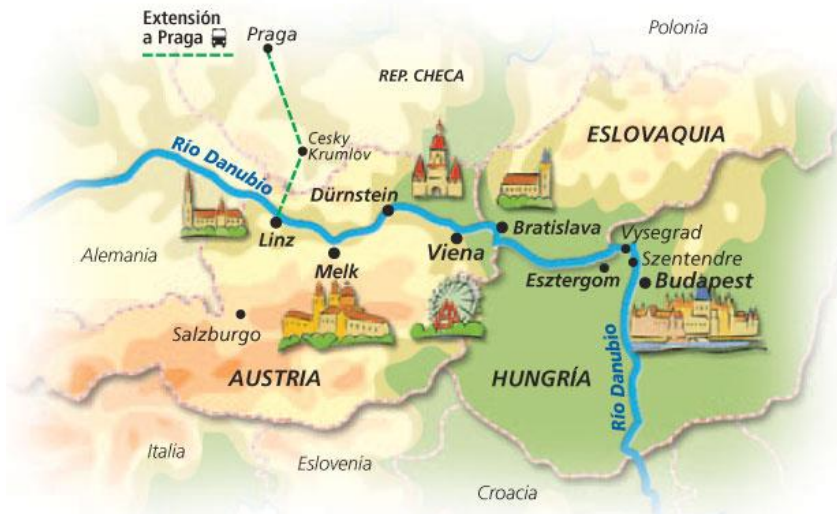 Extensión
a Praga
Praga
Polonia
REP. CHECA
ESLOVAQUIA
Cesky
Krumlöv
Río Danubio
Dürnstein
Bratislava
Linz
Viena
Vysegrad
Szentendre
Alemania
Melk
Esztergom
Budapest
Salzburgo
AUSTRIA
HUNGRÍA
Río Danubio
Italia
Eslovenia
Croacia